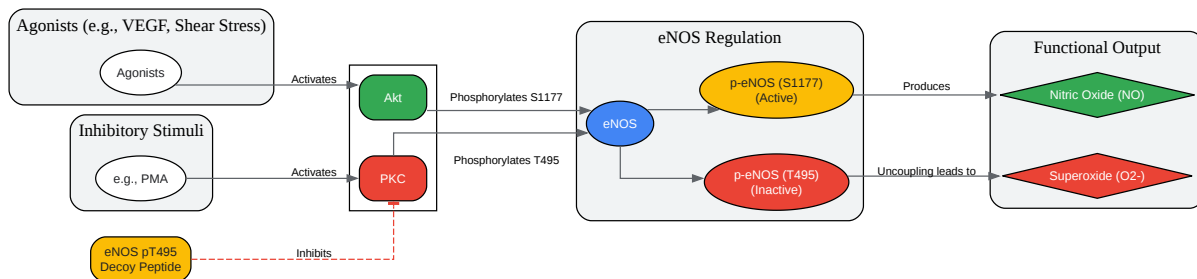 Agonists (e.g., VEGF, Shear Stress)
Agonists
Activates
Inhibitory Stimuli
e.g., PMA
Activates
Akt
PKC
eNOS pT495
Decoy Peptide
Inhibits
Phosphorylates S1177
Phosphorylates T495
eNOS Regulation
eNOS
p-eNOS (S1177)
(Active)
p-eNOS (T495)
(Inactive)
Produces
Uncoupling leads to
Functional Output
Nitric Oxide (NO)
Superoxide (O2-)